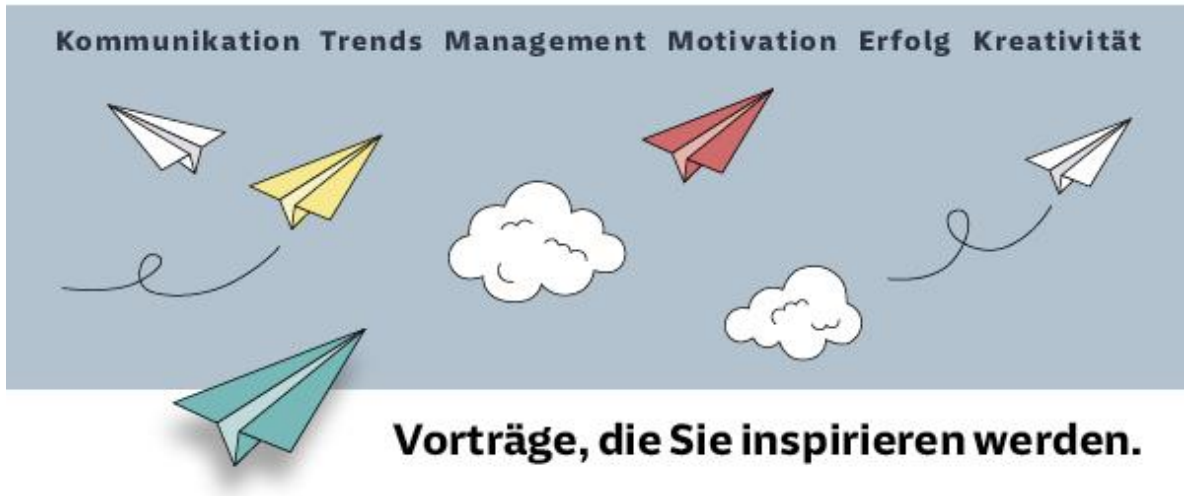 Kommunikation Trends Management Motivation Erfolg Kreativität
Vorträge, die Sie inspirieren werden.